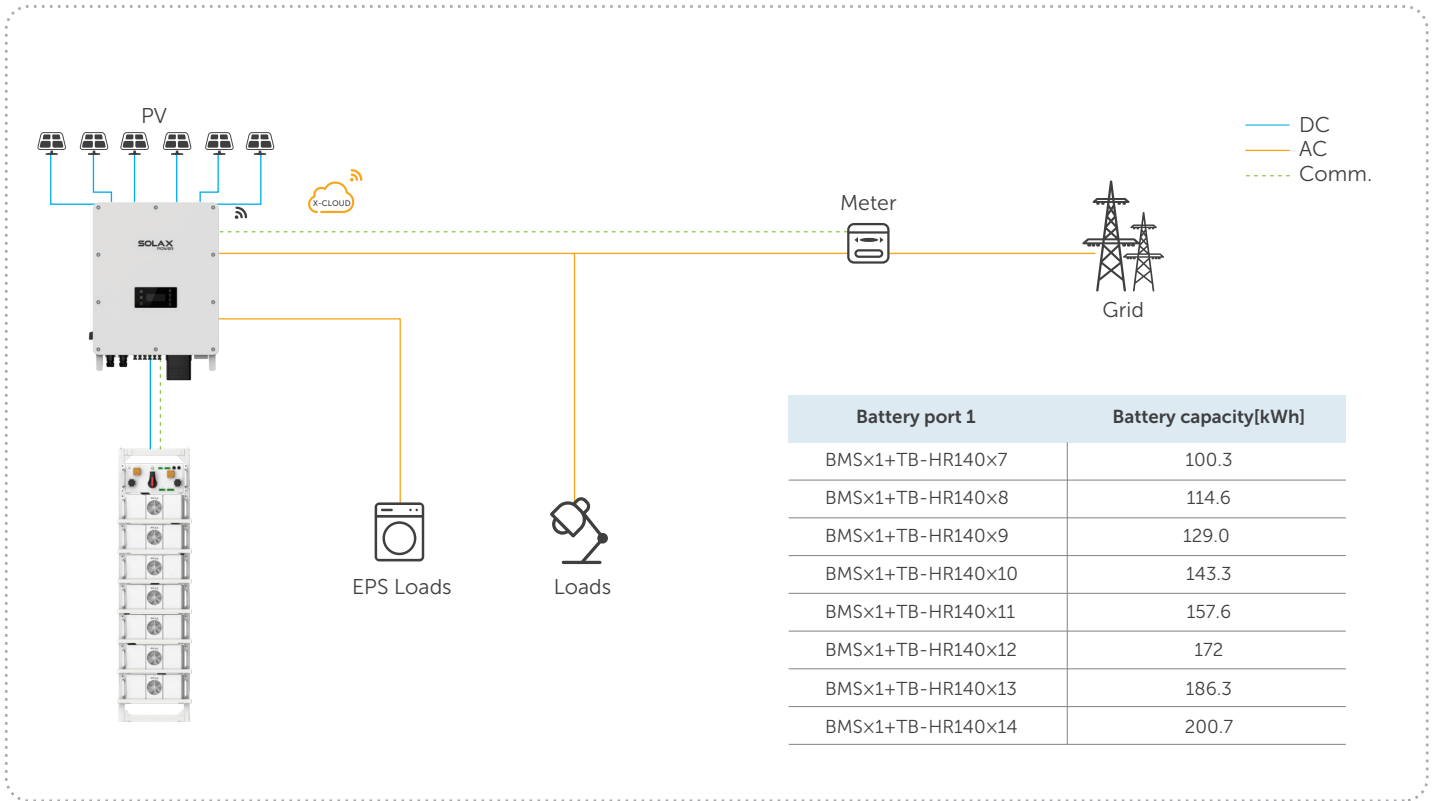 PV
DC
AC
Comm.
X-CLOUD
Meter
SOLAX
POWER
Grid
Battery port 1 Battery capacity[kWh]
BMS×1+TB-HR140×7 100.3
BMS×1+TB-HR140×8 114.6
BMS×1+TB-HR140×9 129.0
BMS×1+TB-HR140×10 143.3
BMS×1+TB-HR140×11 157.6
BMS×1+TB-HR140×12 172
BMS×1+TB-HR140×13 186.3
BMS×1+TB-HR140×14 200.7
EPS Loads
Loads